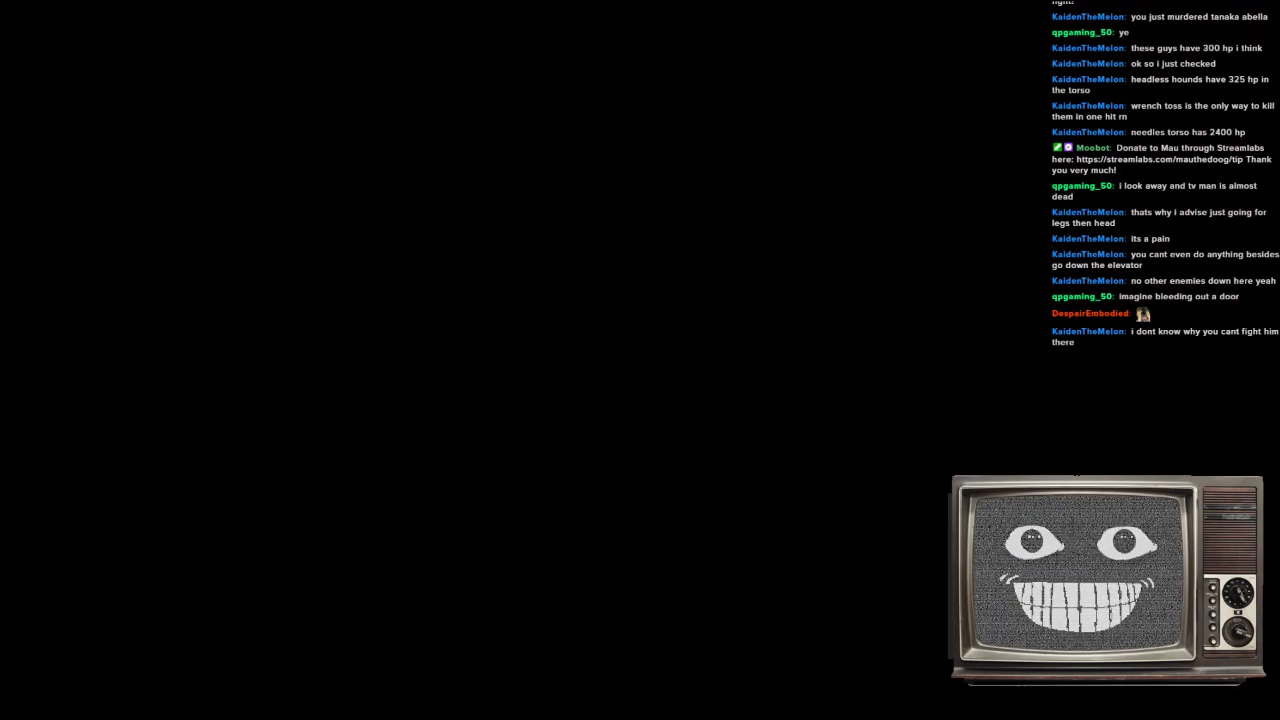 KaidenTheMelon: you just murdered tanaka abella
qpgaming_50: ye
KaidenTheMelon: these guys have 300 hp i think
KaidenTheMelon: ok so i just checked
KaidenTheMelon: headless hounds have 325 hp in
the torso
KaidenTheMelon: wrench toss is the only way to kill
them in one hit rn
KaidenTheMelon: needles torso has 2400 hp
Moobot: Donate to Mau through Streamlabs
here: https://streamlabs.com/mauthedoog/tip Thank
you very much!
qpgaming_50: i look away and tv man is almost
dead
KaidenTheMelon: thats why i advise just going for
legs then head
KaidenTheMelon: its a pain
KaidenTheMelon: you cant even do anything besides
go down the elevator
KaidenTheMelon: no other enemies down here yeah
qpgaming_50: imagine bleeding out a door
DespairEmbodied:
KaidenTheMelon: i dont know why you cant fight him
there